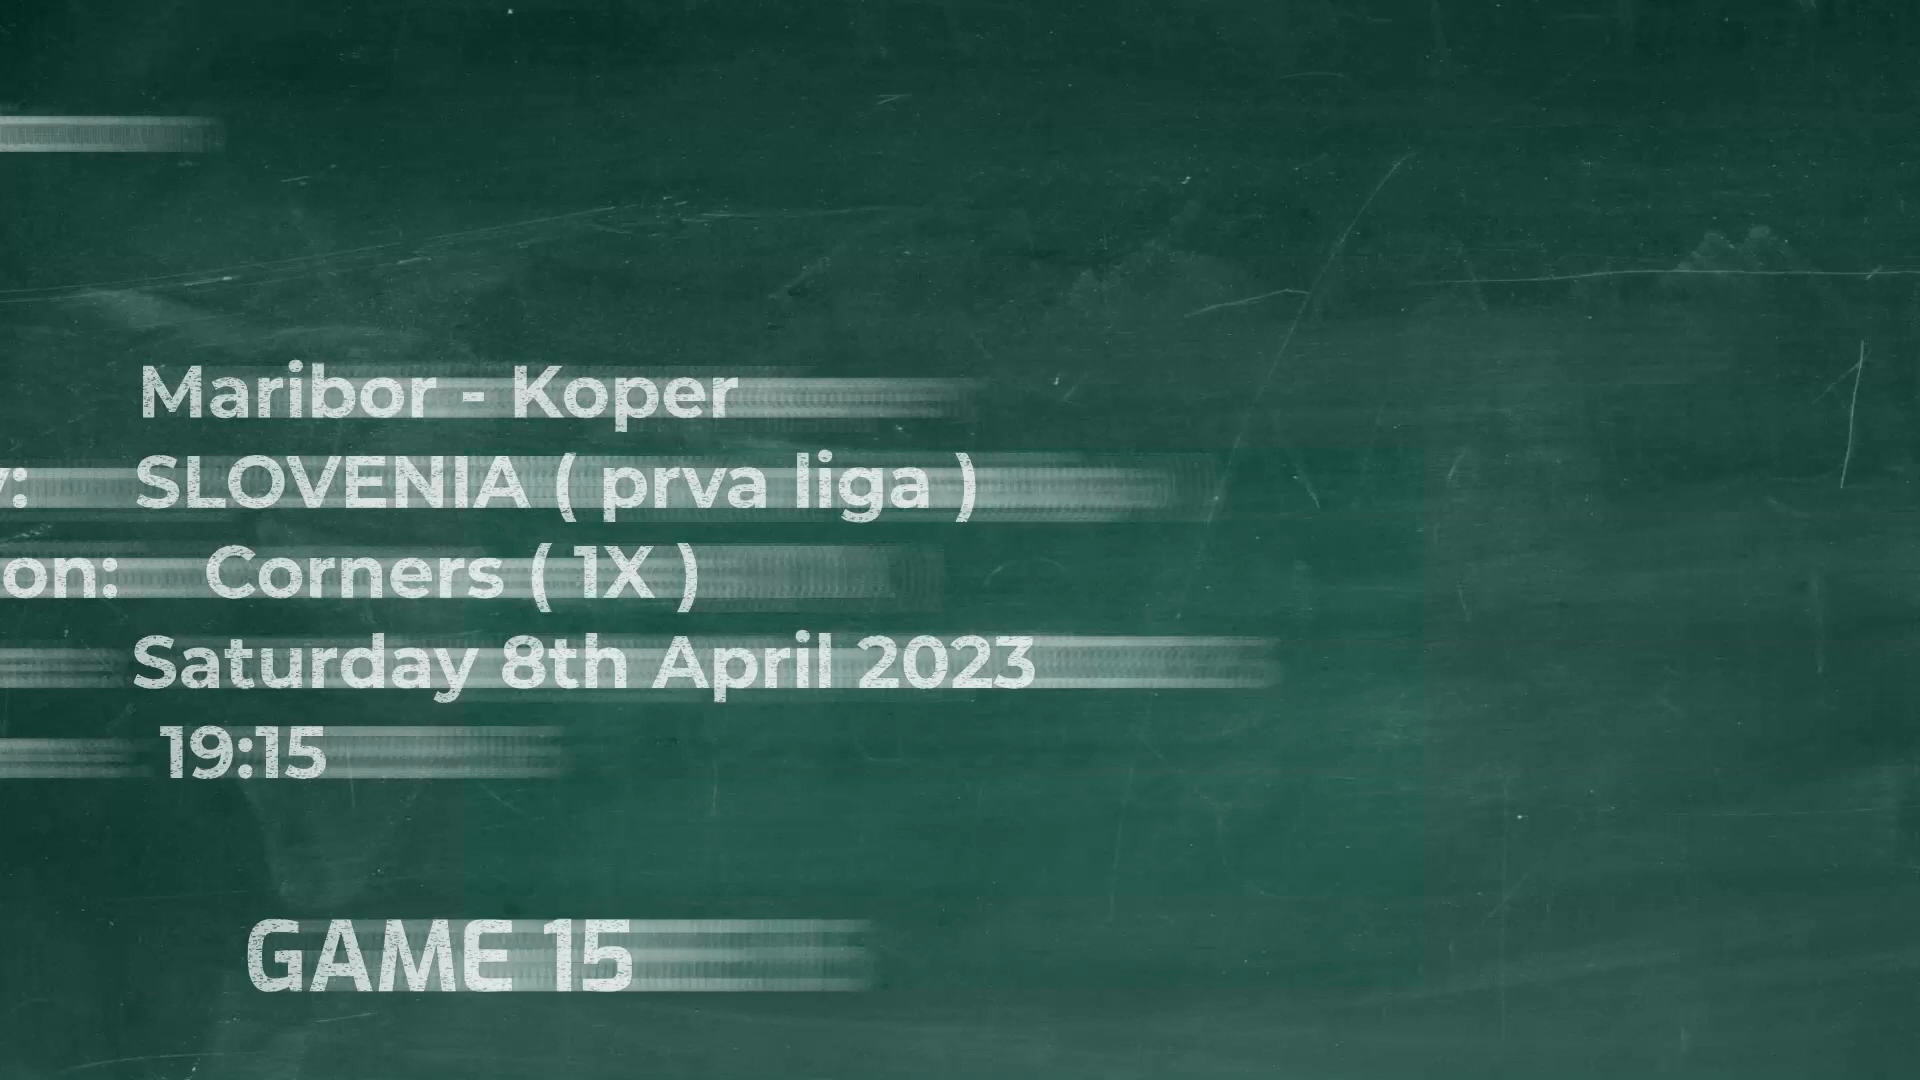 Maribor - Koper
y: SLOVENIA ( prva liga )
on: Corners ( 1X )
Saturday 8th April 2023
19:15
GAME 15